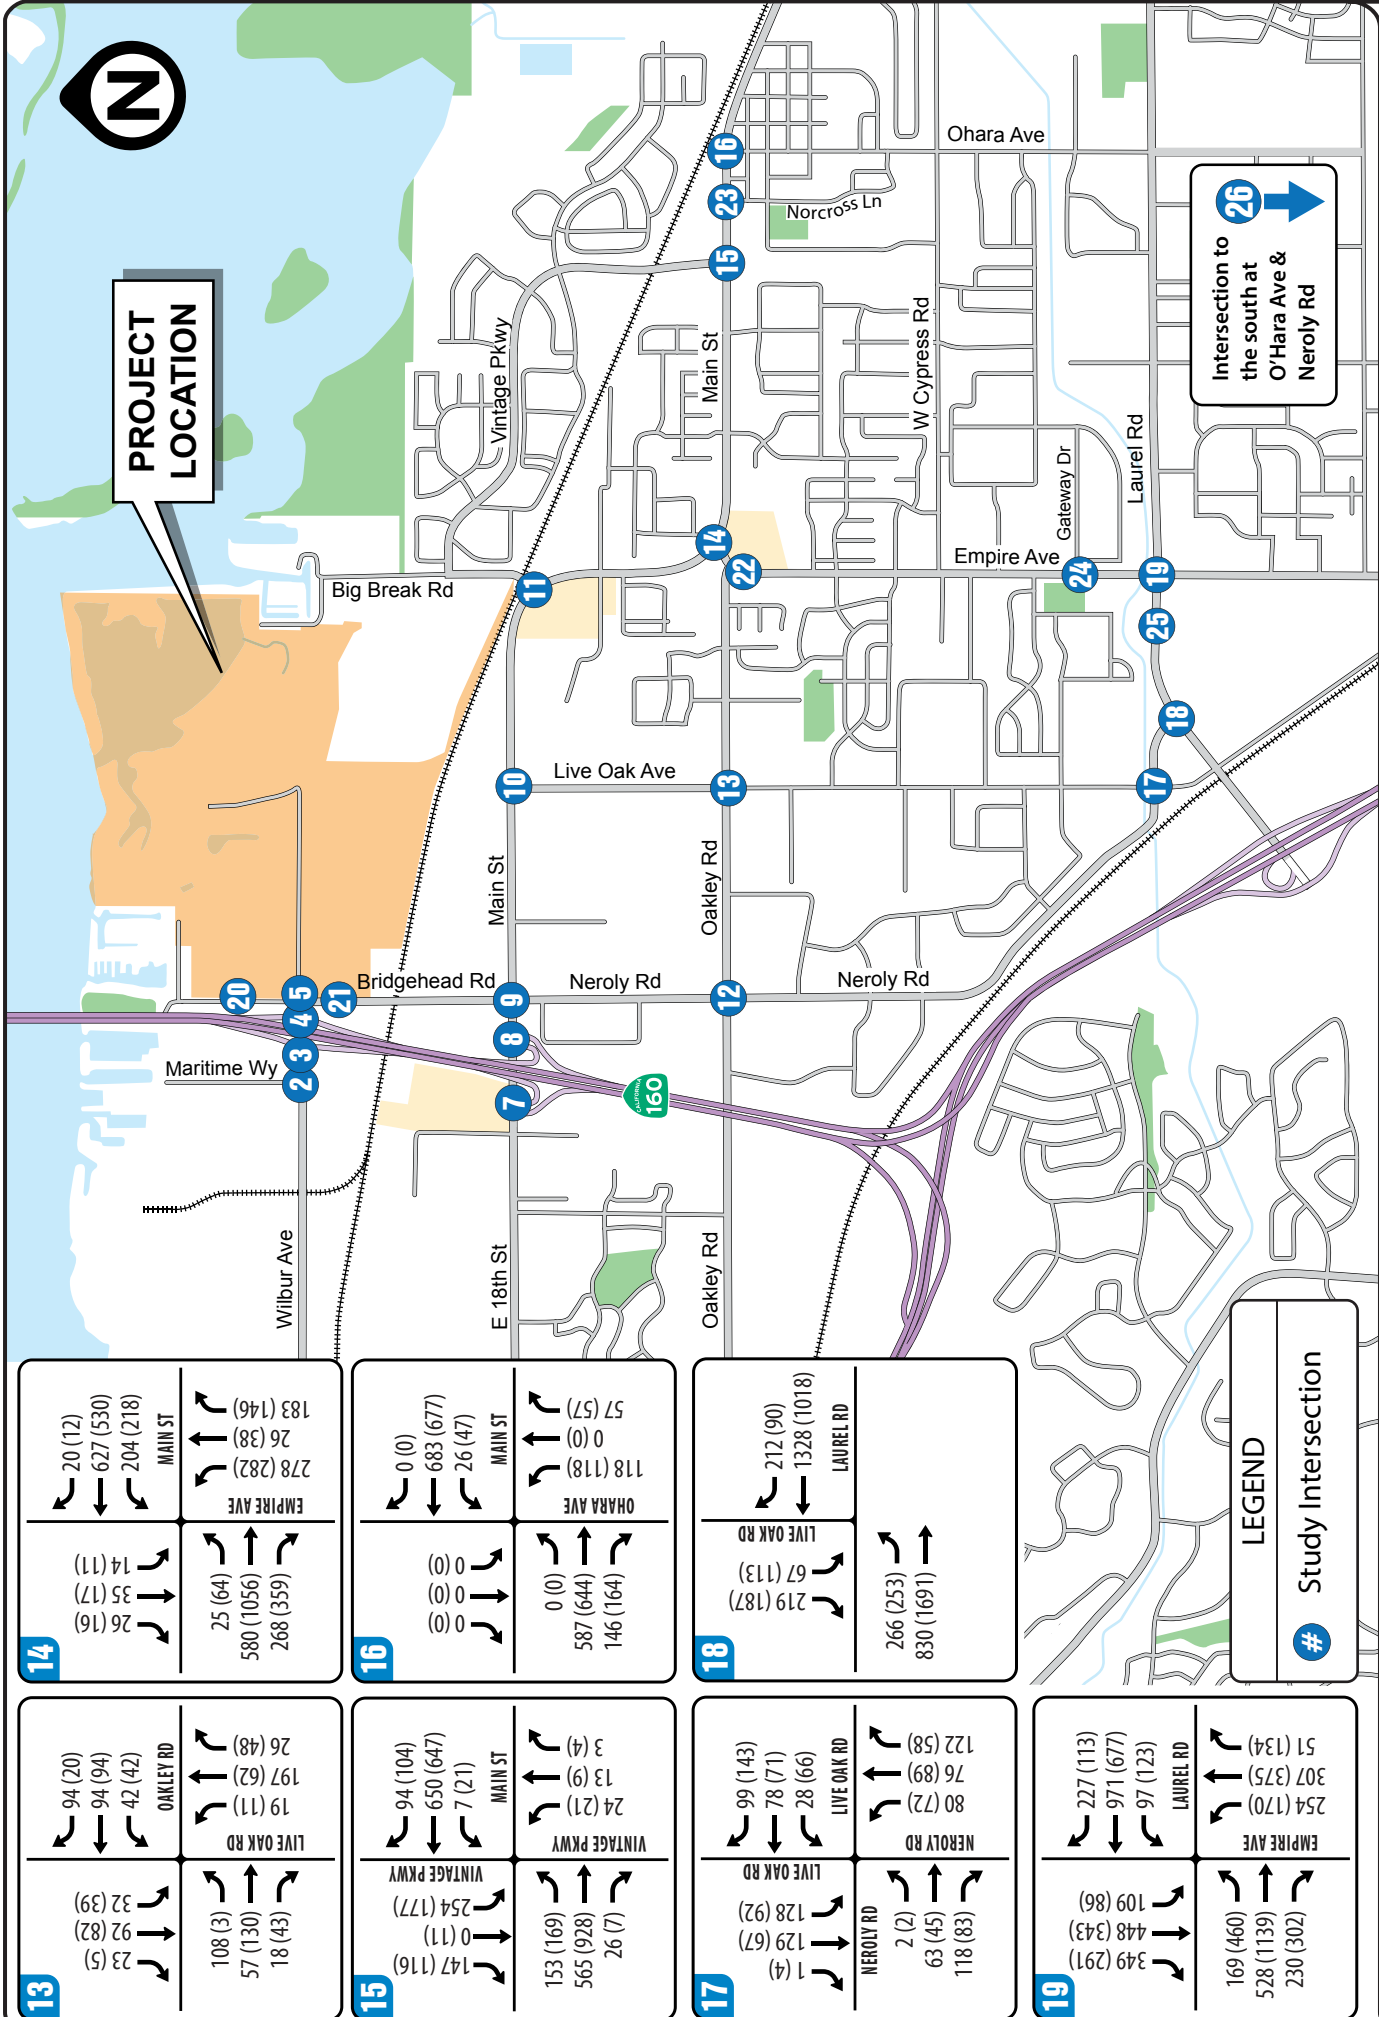 N
PROJECT
LOCATION
Ohara Ave
Norcross Ln
Vintage Pkwy
Main St
W Cypress Rd
Laurel Rd
Gateway Dr
Empire Ave
Big Break Rd
Live Oak Ave
Main St
Oakley Rd
Bridgehead Rd
Neroly Rd
Neroly Rd
Maritime Wy
Wilbur Ave
E 18th St
Oakley Rd
CALIFORNIA
160
2
3
4
5
7
8
9
10
11
12
13
14
15
16
17
18
19
20
21
22
23
24
25
26
Intersection to
the south at
O'Hara Ave &
Neroly Rd
LEGEND
# Study Intersection
13
23 (5)
92 (82)
32 (39)
94 (20)
94 (94)
42 (42)
OAKLEY RD
LIVE OAK RD
108 (3)
57 (130)
18 (43)
19 (11)
197 (62)
26 (48)
14
26 (16)
35 (17)
14 (11)
20 (12)
627 (530)
204 (218)
MAIN ST
EMPIRE AVE
25 (64)
580 (1056)
268 (359)
278 (282)
26 (38)
183 (146)
15
147 (116)
0 (11)
254 (177)
VINTAGE PKWY
94 (104)
650 (647)
7 (21)
MAIN ST
VINTAGE PKWY
153 (169)
565 (928)
26 (7)
24 (21)
13 (9)
3 (4)
16
0 (0)
0 (0)
0 (0)
0 (0)
683 (677)
26 (47)
MAIN ST
OHARA AVE
0 (0)
587 (644)
146 (164)
118 (118)
0 (0)
57 (57)
17
1 (4)
129 (67)
128 (92)
LIVE OAK RD
99 (143)
78 (71)
28 (66)
LIVE OAK RD
NEROLY RD
NEROLY RD
2 (2)
63 (45)
118 (83)
80 (72)
76 (89)
122 (58)
18
219 (187)
67 (113)
LIVE OAK RD
212 (90)
1328 (1018)
LAUREL RD
266 (253)
830 (1691)
19
349 (291)
448 (343)
109 (86)
227 (113)
971 (677)
97 (123)
LAUREL RD
EMPIRE AVE
169 (460)
528 (1139)
230 (302)
254 (170)
307 (375)
51 (134)